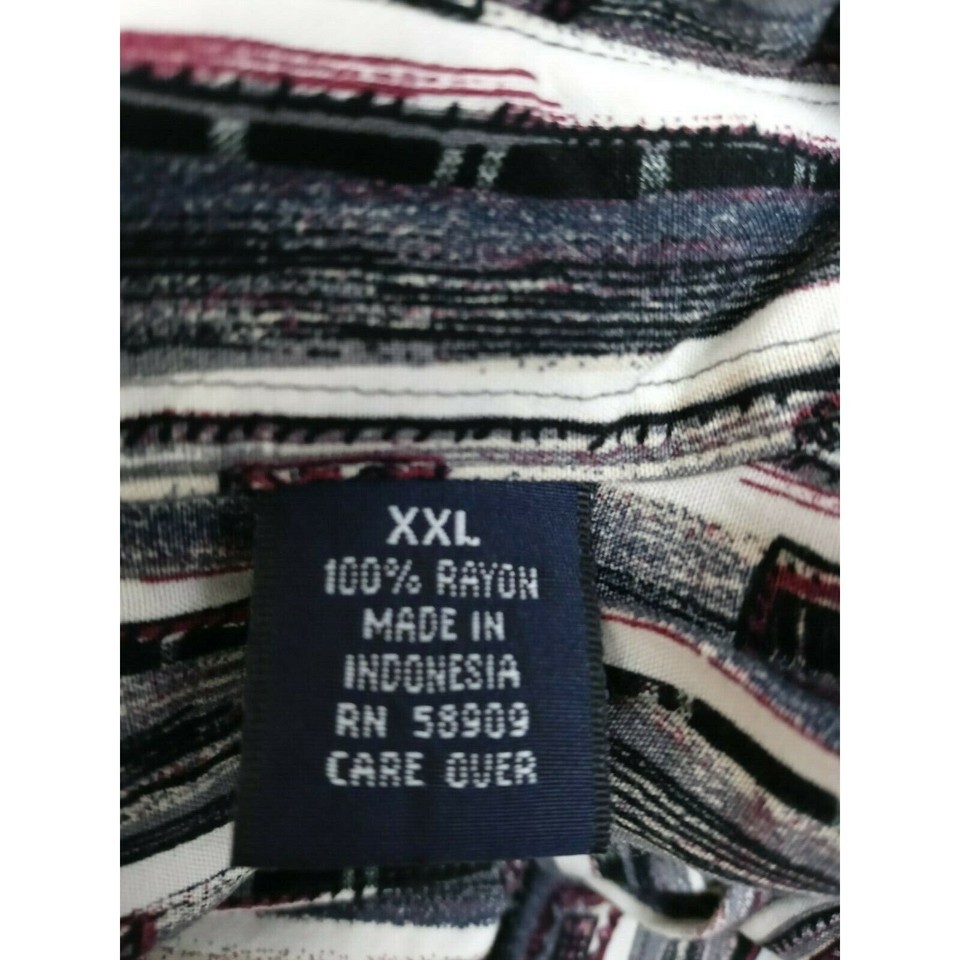 XXL
100% RAYON
MADE IN
INDONESIA
RN 58909
CARE OVER